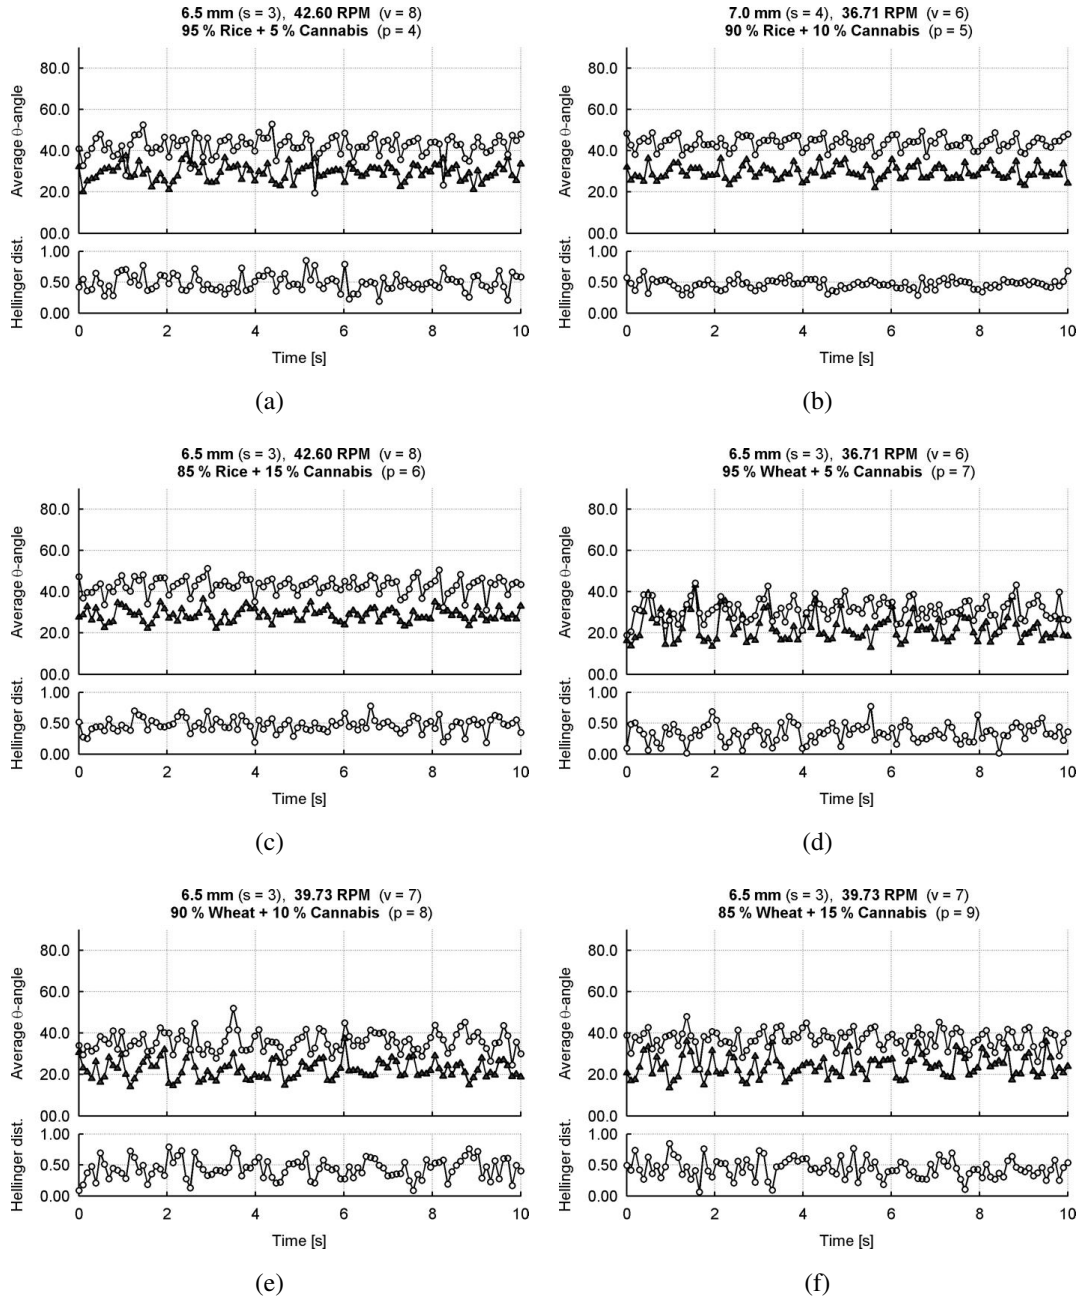 6.5 mm (s = 3), 42.60 RPM (v = 8)
95 % Rice + 5 % Cannabis (p = 4)
80.0
60.0
40.0
20.0
00.0
Average θ-angle
1.00
0.50
0.00
Hellinger dist.
0 2 4 6 8 10
Time [s]
(a)
7.0 mm (s = 4), 36.71 RPM (v = 6)
90 % Rice + 10 % Cannabis (p = 5)
80.0
60.0
40.0
20.0
00.0
Average θ-angle
1.00
0.50
0.00
Hellinger dist.
0 2 4 6 8 10
Time [s]
(b)
6.5 mm (s = 3), 42.60 RPM (v = 8)
85 % Rice + 15 % Cannabis (p = 6)
80.0
60.0
40.0
20.0
00.0
Average θ-angle
1.00
0.50
0.00
Hellinger dist.
0 2 4 6 8 10
Time [s]
(c)
6.5 mm (s = 3), 36.71 RPM (v = 6)
95 % Wheat + 5 % Cannabis (p = 7)
80.0
60.0
40.0
20.0
00.0
Average θ-angle
1.00
0.50
0.00
Hellinger dist.
0 2 4 6 8 10
Time [s]
(d)
6.5 mm (s = 3), 39.73 RPM (v = 7)
90 % Wheat + 10 % Cannabis (p = 8)
80.0
60.0
40.0
20.0
00.0
Average θ-angle
1.00
0.50
0.00
Hellinger dist.
0 2 4 6 8 10
Time [s]
(e)
6.5 mm (s = 3), 39.73 RPM (v = 7)
85 % Wheat + 15 % Cannabis (p = 9)
80.0
60.0
40.0
20.0
00.0
Average θ-angle
1.00
0.50
0.00
Hellinger dist.
0 2 4 6 8 10
Time [s]
(f)